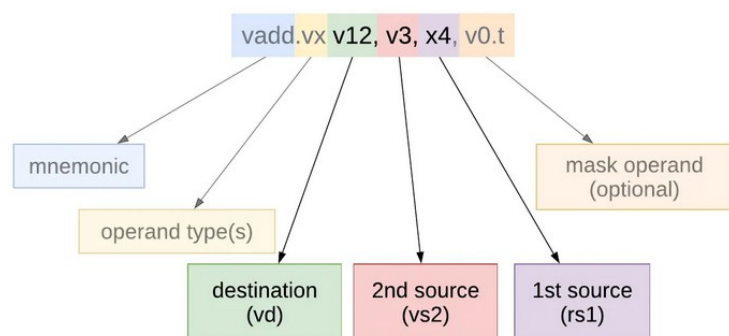 vadd.vx v12, v3, x4, v0.t
mnemonic
mask operand
(optional)
operand type(s)
destination
(vd)
2nd source
(vs2)
1st source
(rs1)